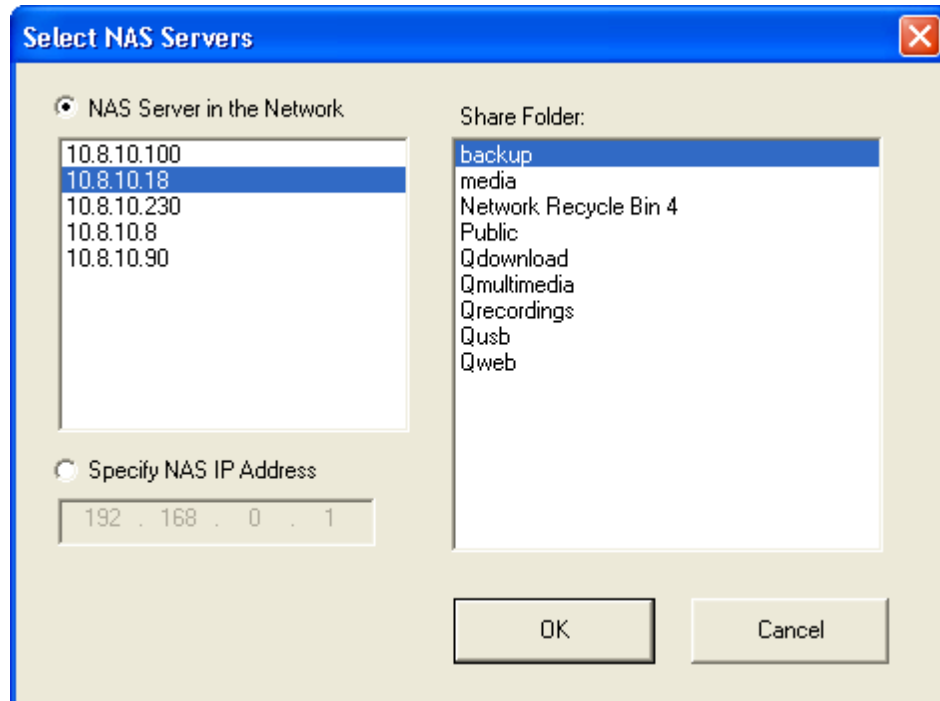 Select NAS Servers
NAS Server in the Network
10.8.10.100
10.8.10.18
10.8.10.230
10.8.10.8
10.8.10.90
Specify NAS IP Address
192 . 168 . 0 . 1
Share Folder:
backup
media
Network Recycle Bin 4
Public
Qdownload
Qmultimedia
Qrecordings
Qusb
Qweb
OK
Cancel